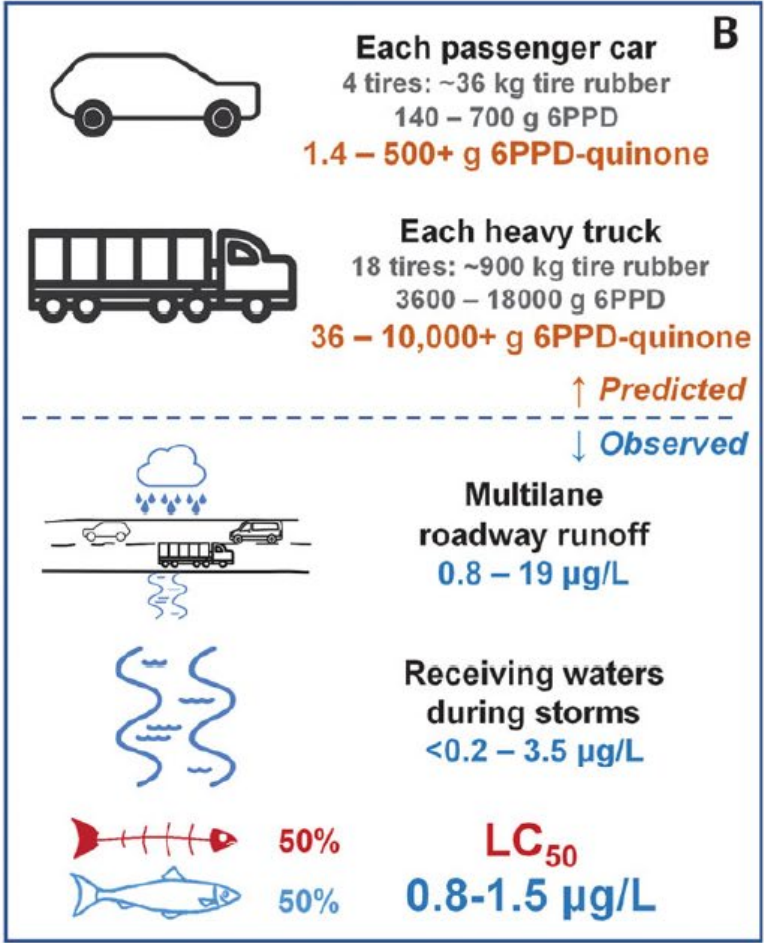 B
Each passenger car
4 tires: ~36 kg tire rubber
140 – 700 g 6PPD
1.4 – 500+ g 6PPD-quinone
Each heavy truck
18 tires: ~900 kg tire rubber
3600 – 18000 g 6PPD
36 – 10,000+ g 6PPD-quinone
↑ Predicted
↓ Observed
Multilane
roadway runoff
0.8 – 19 µg/L
Receiving waters
during storms
<0.2 – 3.5 µg/L
50%
LC₅₀
50%
0.8-1.5 µg/L